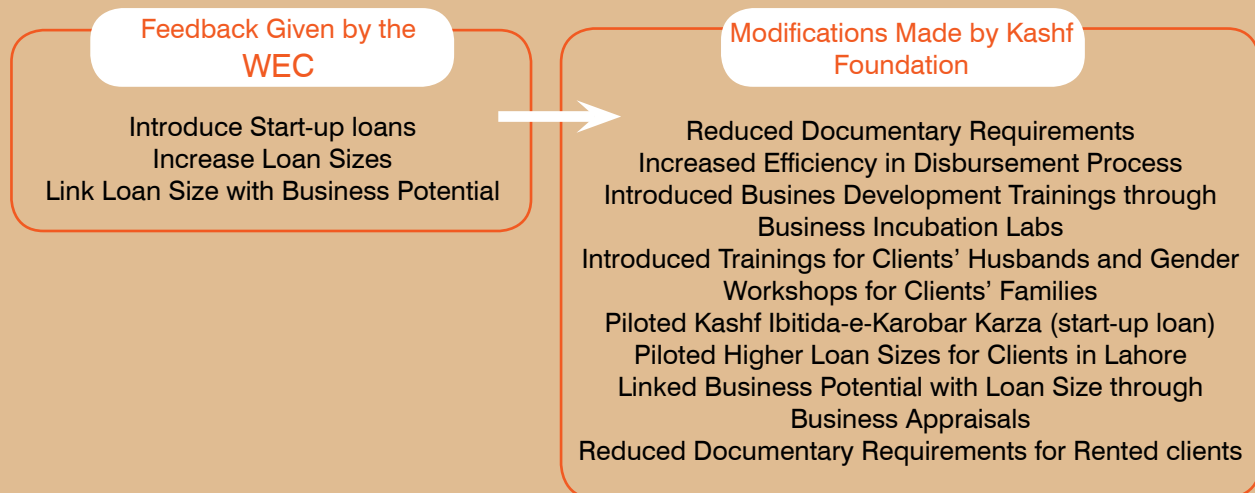 Feedback Given by the
WEC
Introduce Start-up loans
Increase Loan Sizes
Link Loan Size with Business Potential
Modifications Made by Kashf
Foundation
Reduced Documentary Requirements
Increased Efficiency in Disbursement Process
Introduced Busines Development Trainings through
Business Incubation Labs
Introduced Trainings for Clients’ Husbands and Gender
Workshops for Clients’ Families
Piloted Kashf Ibitida-e-Karobar Karza (start-up loan)
Piloted Higher Loan Sizes for Clients in Lahore
Linked Business Potential with Loan Size through
Business Appraisals
Reduced Documentary Requirements for Rented clients